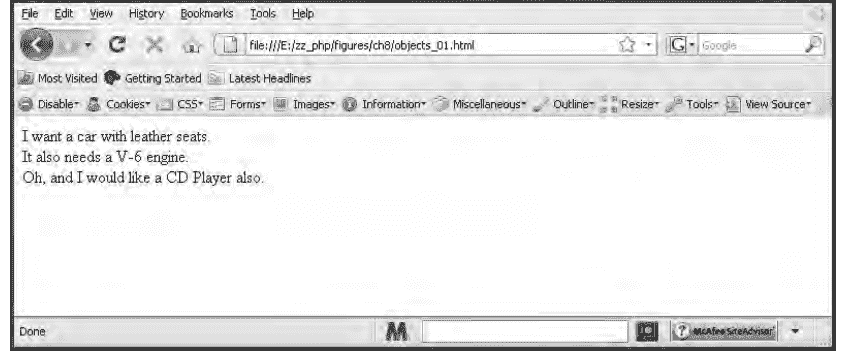 File Edit View History Bookmarks Tools Help
file:///E:/zz_php/figures/ch8/objects_01.html G Google
Most Visited Getting Started Latest Headlines
Disable Cookies CSS Forms Images Information Miscellaneous Outline Resize Tools View Source
I want a car with leather seats.
It also needs a V-6 engine.
Oh, and I would like a CD Player also.
Done M McAfee SiteAdvisor